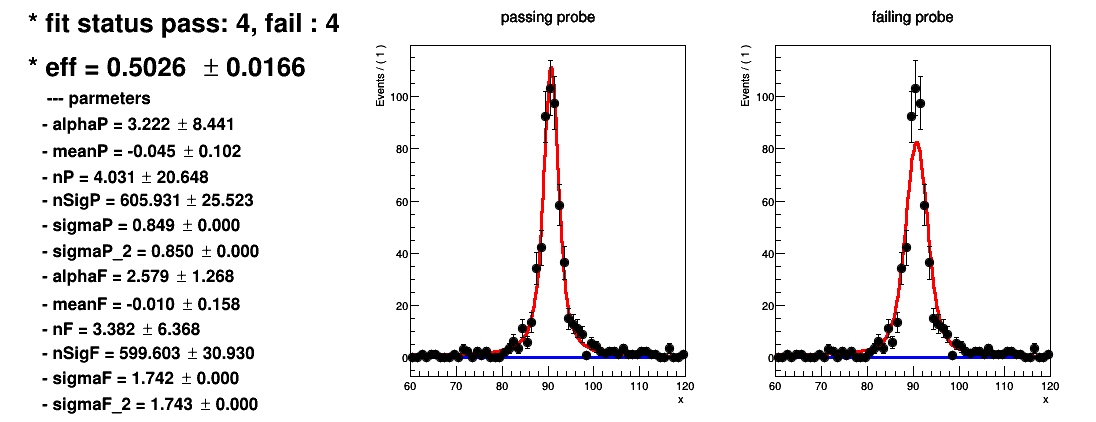 * fit status pass: 4, fail : 4
* eff = 0.5026 ± 0.0166
--- parmeters
- alphaP = 3.222 ± 8.441
- meanP = -0.045 ± 0.102
- nP = 4.031 ± 20.648
- nSigP = 605.931 ± 25.523
- sigmaP = 0.849 ± 0.000
- sigmaP_2 = 0.850 ± 0.000
- alphaF = 2.579 ± 1.268
- meanF = -0.010 ± 0.158
- nF = 3.382 ± 6.368
- nSigF = 599.603 ± 30.930
- sigmaF = 1.742 ± 0.000
- sigmaF_2 = 1.743 ± 0.000
passing probe
Events / ( 1 )
100
80
60
40
20
0
60 70 80 90 100 110 120
x
failing probe
Events / ( 1 )
100
80
60
40
20
0
60 70 80 90 100 110 120
x